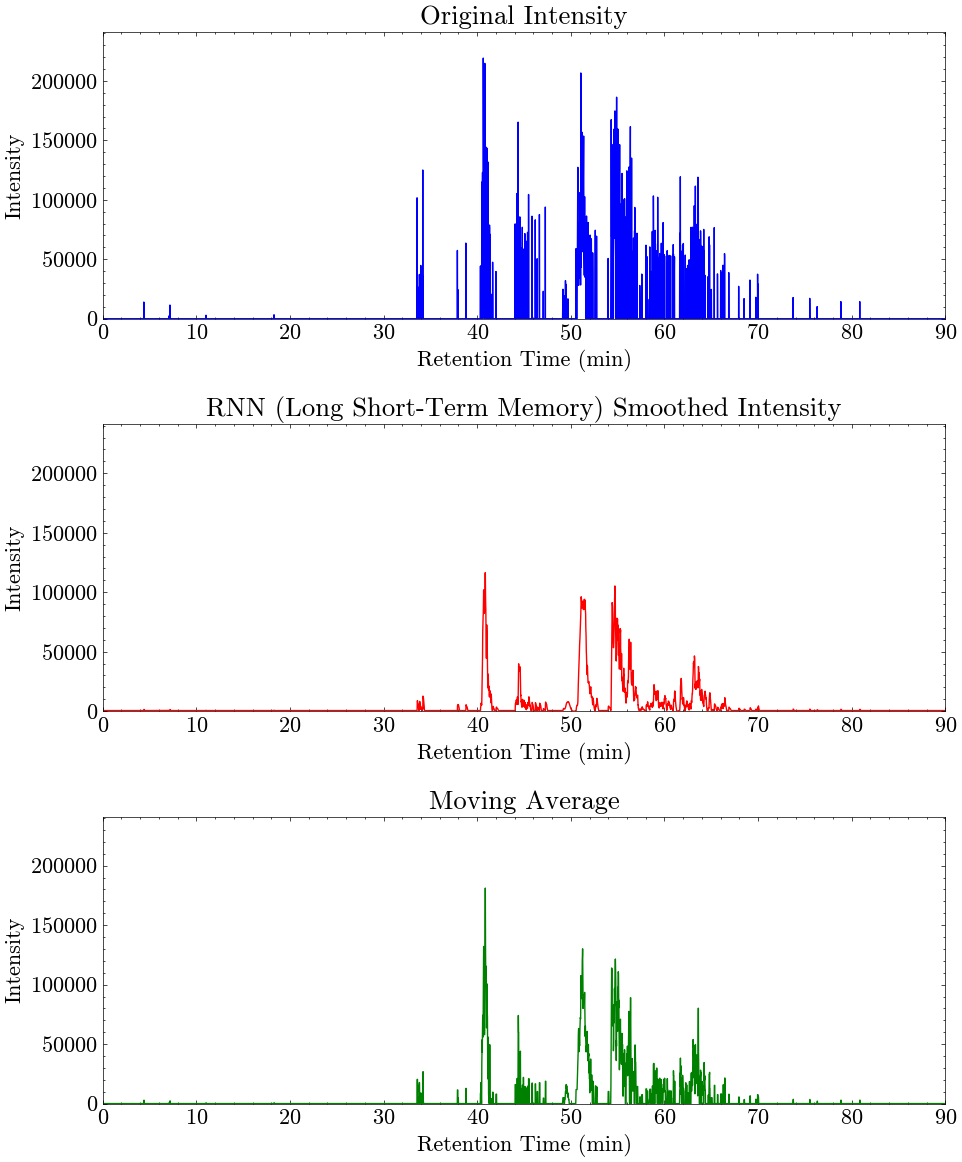 Original Intensity
Intensity
200000
150000
100000
50000
0
0 10 20 30 40 50 60 70 80 90
Retention Time (min)
RNN (Long Short-Term Memory) Smoothed Intensity
Intensity
200000
150000
100000
50000
0
0 10 20 30 40 50 60 70 80 90
Retention Time (min)
Moving Average
Intensity
200000
150000
100000
50000
0
0 10 20 30 40 50 60 70 80 90
Retention Time (min)